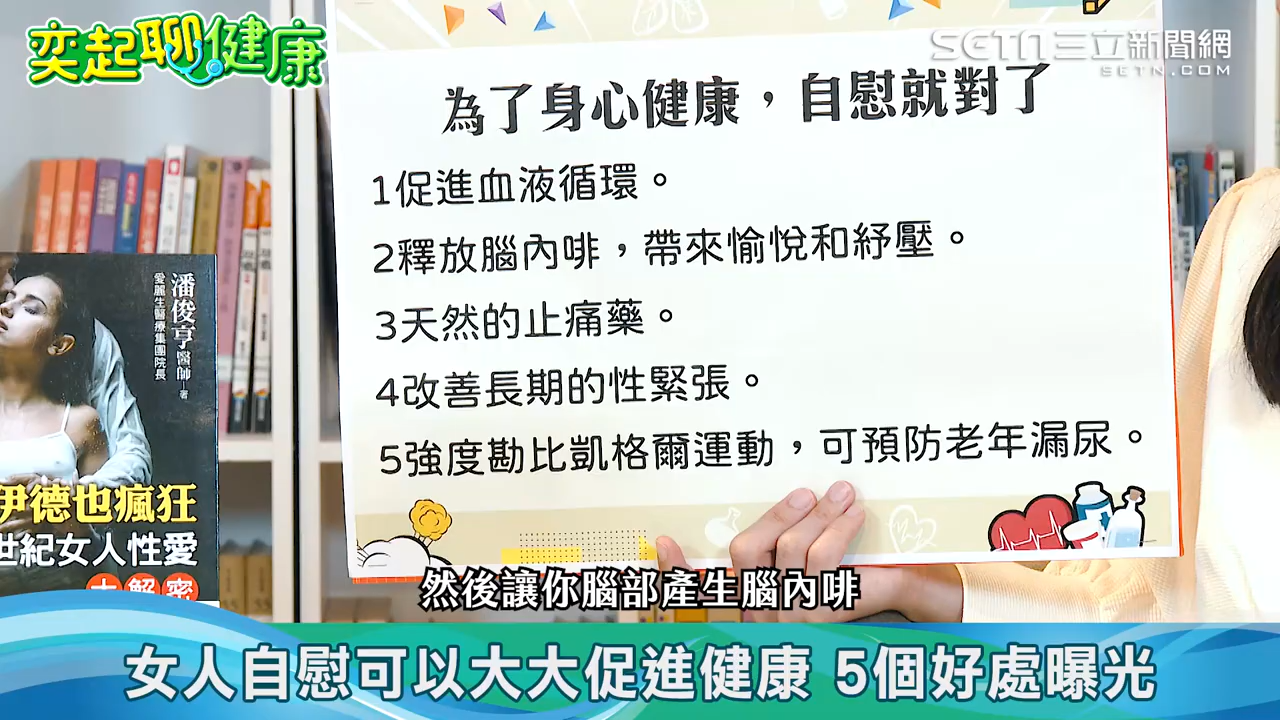 奕起聊健康
SETN三立新聞網
SETN.COM
為了身心健康，自慰就對了
1促進血液循環。
2釋放腦內啡，帶來愉悅和紓壓。
3天然的止痛藥。
4改善長期的性緊張。
5強度勘比凱格爾運動，可預防老年漏尿。
潘俊亨醫師一著
愛麗生醫療集團院長
伊德也瘋狂
世紀女人性愛
大解密
然後讓你腦部產生腦內啡
女人自慰可以大大促進健康 5個好處曝光